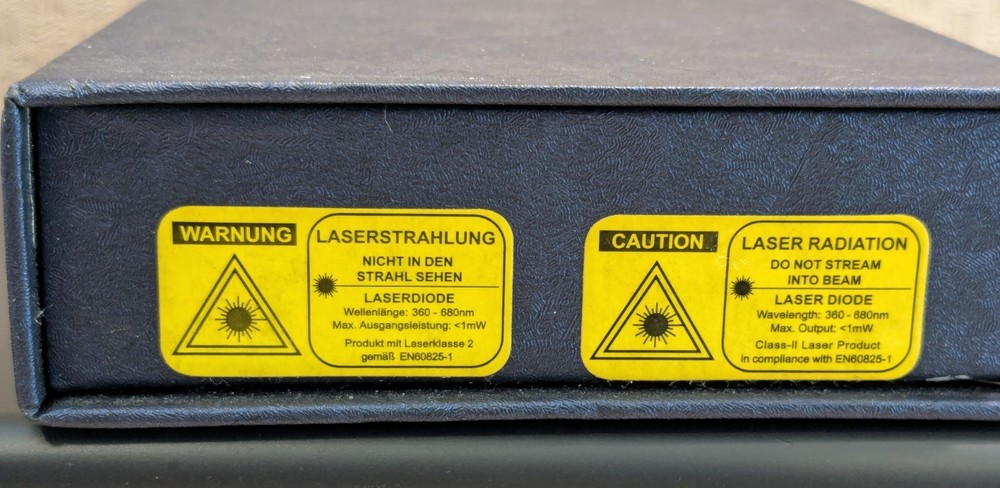 WARNUNG
LASERSTRAHLUNG
NICHT IN DEN
STRAHL SEHEN
LASERDIODE
Wellenlänge: 360 - 680nm
Max. Ausgangsleistung: <1mW
Produkt mit Laserklasse 2
gemäß EN60825-1
CAUTION
LASER RADIATION
DO NOT STREAM
INTO BEAM
LASER DIODE
Wavelength: 360 - 680nm
Max. Output: <1mW
Class-II Laser Product
in compliance with EN60825-1